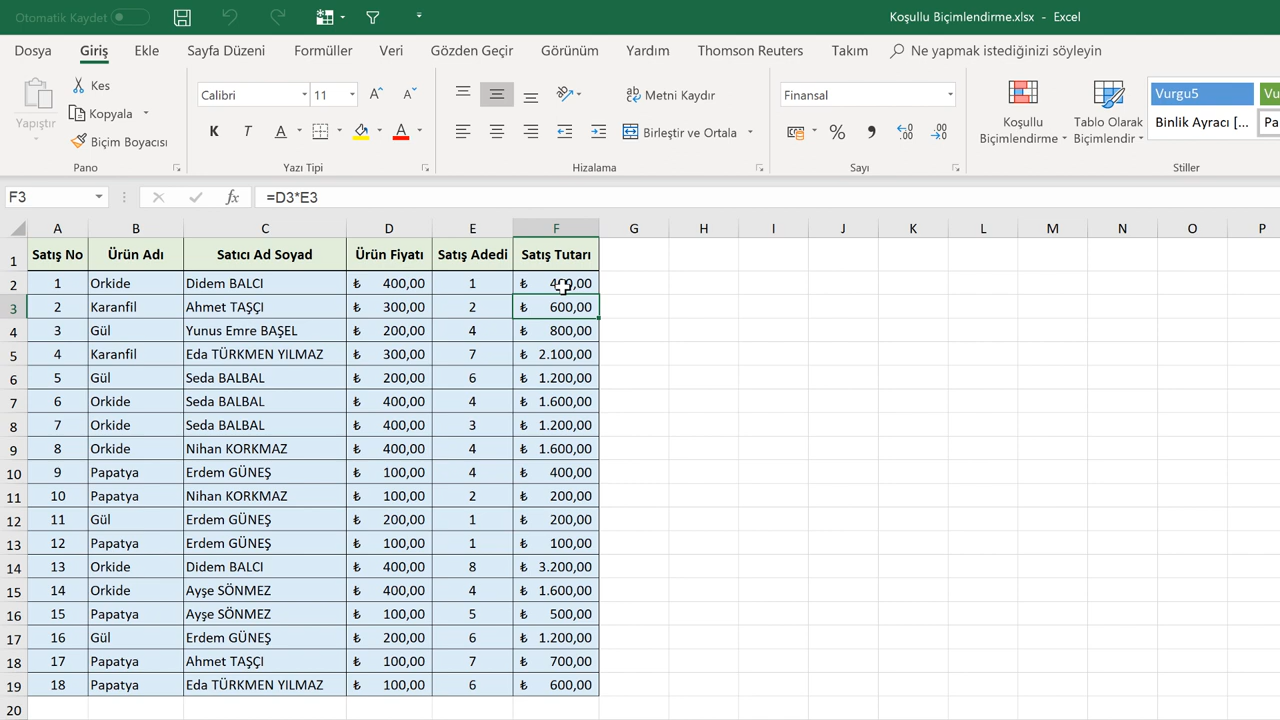 Otomatik Kaydet
Koşullu Biçimlendirme.xlsx - Excel
Dosya Giriş Ekle Sayfa Düzeni Formüller Veri Gözden Geçir Görünüm Yardım Thomson Reuters Takım Ne yapmak istediğinizi söyleyin
Yapıştır
Kes
Kopyala
Biçim Boyacısı
Pano
Calibri 11
K T A A
Yazı Tipi
Metni Kaydır
Birleştir ve Ortala
Hizalama
Finansal
Sayı
Koşullu Biçimlendirme
Tablo Olarak Biçimlendir
Vurgu5
Binlik Ayracı [...
Stiller
F3 fx =D3*E3
A B C D E F G H I J K L M N O P
1 Satış No Ürün Adı Satıcı Ad Soyad Ürün Fiyatı Satış Adedi Satış Tutarı
2 1 Orkide Didem BALCI ₺ 400,00 1 ₺ 400,00
3 2 Karanfil Ahmet TAŞÇI ₺ 300,00 2 ₺ 600,00
4 3 Gül Yunus Emre BAŞEL ₺ 200,00 4 ₺ 800,00
5 4 Karanfil Eda TÜRKMEN YILMAZ ₺ 300,00 7 ₺ 2.100,00
6 5 Gül Seda BALBAL ₺ 200,00 6 ₺ 1.200,00
7 6 Orkide Seda BALBAL ₺ 400,00 4 ₺ 1.600,00
8 7 Orkide Seda BALBAL ₺ 400,00 3 ₺ 1.200,00
9 8 Orkide Nihan KORKMAZ ₺ 400,00 4 ₺ 1.600,00
10 9 Papatya Erdem GÜNEŞ ₺ 100,00 4 ₺ 400,00
11 10 Papatya Nihan KORKMAZ ₺ 100,00 2 ₺ 200,00
12 11 Gül Erdem GÜNEŞ ₺ 200,00 1 ₺ 200,00
13 12 Papatya Erdem GÜNEŞ ₺ 100,00 1 ₺ 100,00
14 13 Orkide Didem BALCI ₺ 400,00 8 ₺ 3.200,00
15 14 Orkide Ayşe SÖNMEZ ₺ 400,00 4 ₺ 1.600,00
16 15 Papatya Ayşe SÖNMEZ ₺ 100,00 5 ₺ 500,00
17 16 Gül Erdem GÜNEŞ ₺ 200,00 6 ₺ 1.200,00
18 17 Papatya Ahmet TAŞÇI ₺ 100,00 7 ₺ 700,00
19 18 Papatya Eda TÜRKMEN YILMAZ ₺ 100,00 6 ₺ 600,00
20